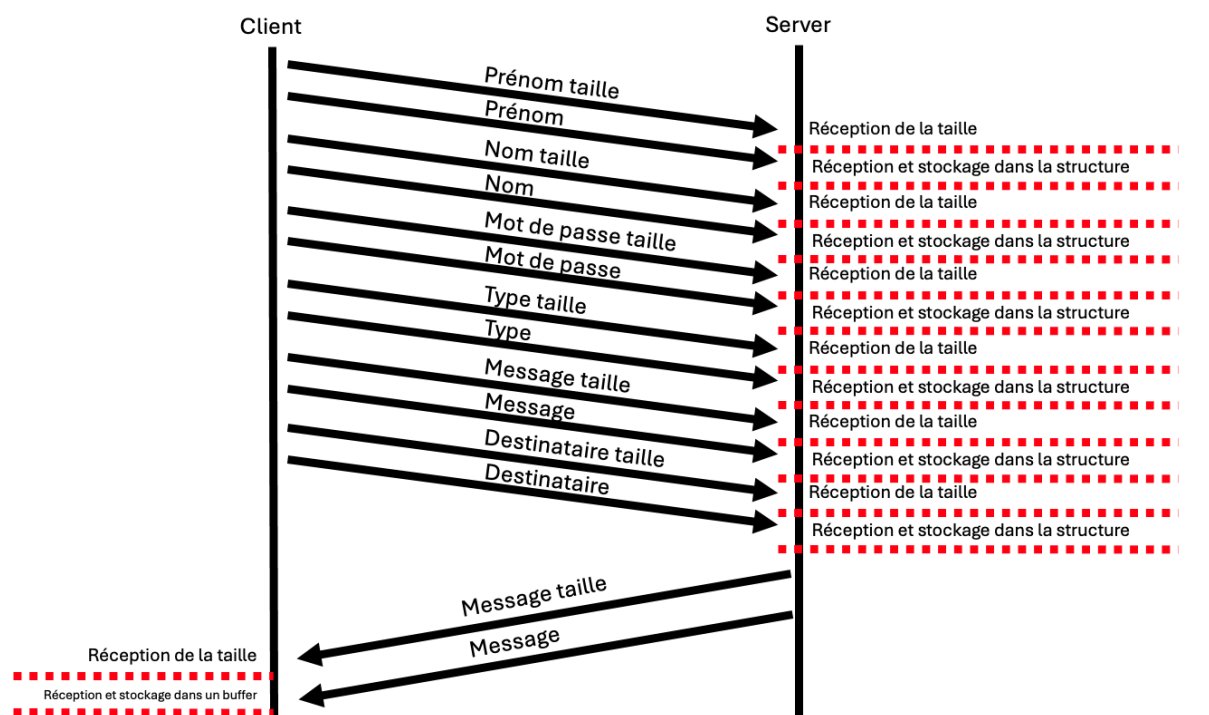 Client
Server
Prénom taille
Prénom
Réception de la taille
Nom taille
Réception et stockage dans la structure
Nom
Réception de la taille
Mot de passe taille
Réception et stockage dans la structure
Mot de passe
Réception de la taille
Type taille
Réception et stockage dans la structure
Type
Réception de la taille
Message taille
Réception et stockage dans la structure
Message
Réception de la taille
Destinataire taille
Réception et stockage dans la structure
Destinataire
Réception de la taille
Réception et stockage dans la structure
Message taille
Message
Réception de la taille
Réception et stockage dans un buffer